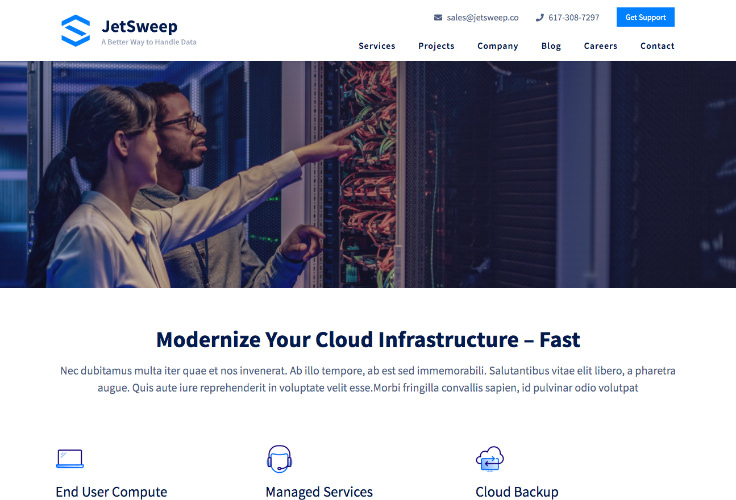 JetSweep
A Better Way to Handle Data
sales@jetsweep.co
617-308-7297
Get Support
Services
Projects
Company
Blog
Careers
Contact
Modernize Your Cloud Infrastructure – Fast
Nec dubitamus multa iter quae et nos invenerat. Ab illo tempore, ab est sed immemorabili. Salutantibus vitae elit libero, a pharetra
augue. Quis aute iure reprehenderit in voluptate velit esse.Morbi fringilla convallis sapien, id pulvinar odio volutpat
End User Compute
Managed Services
Cloud Backup